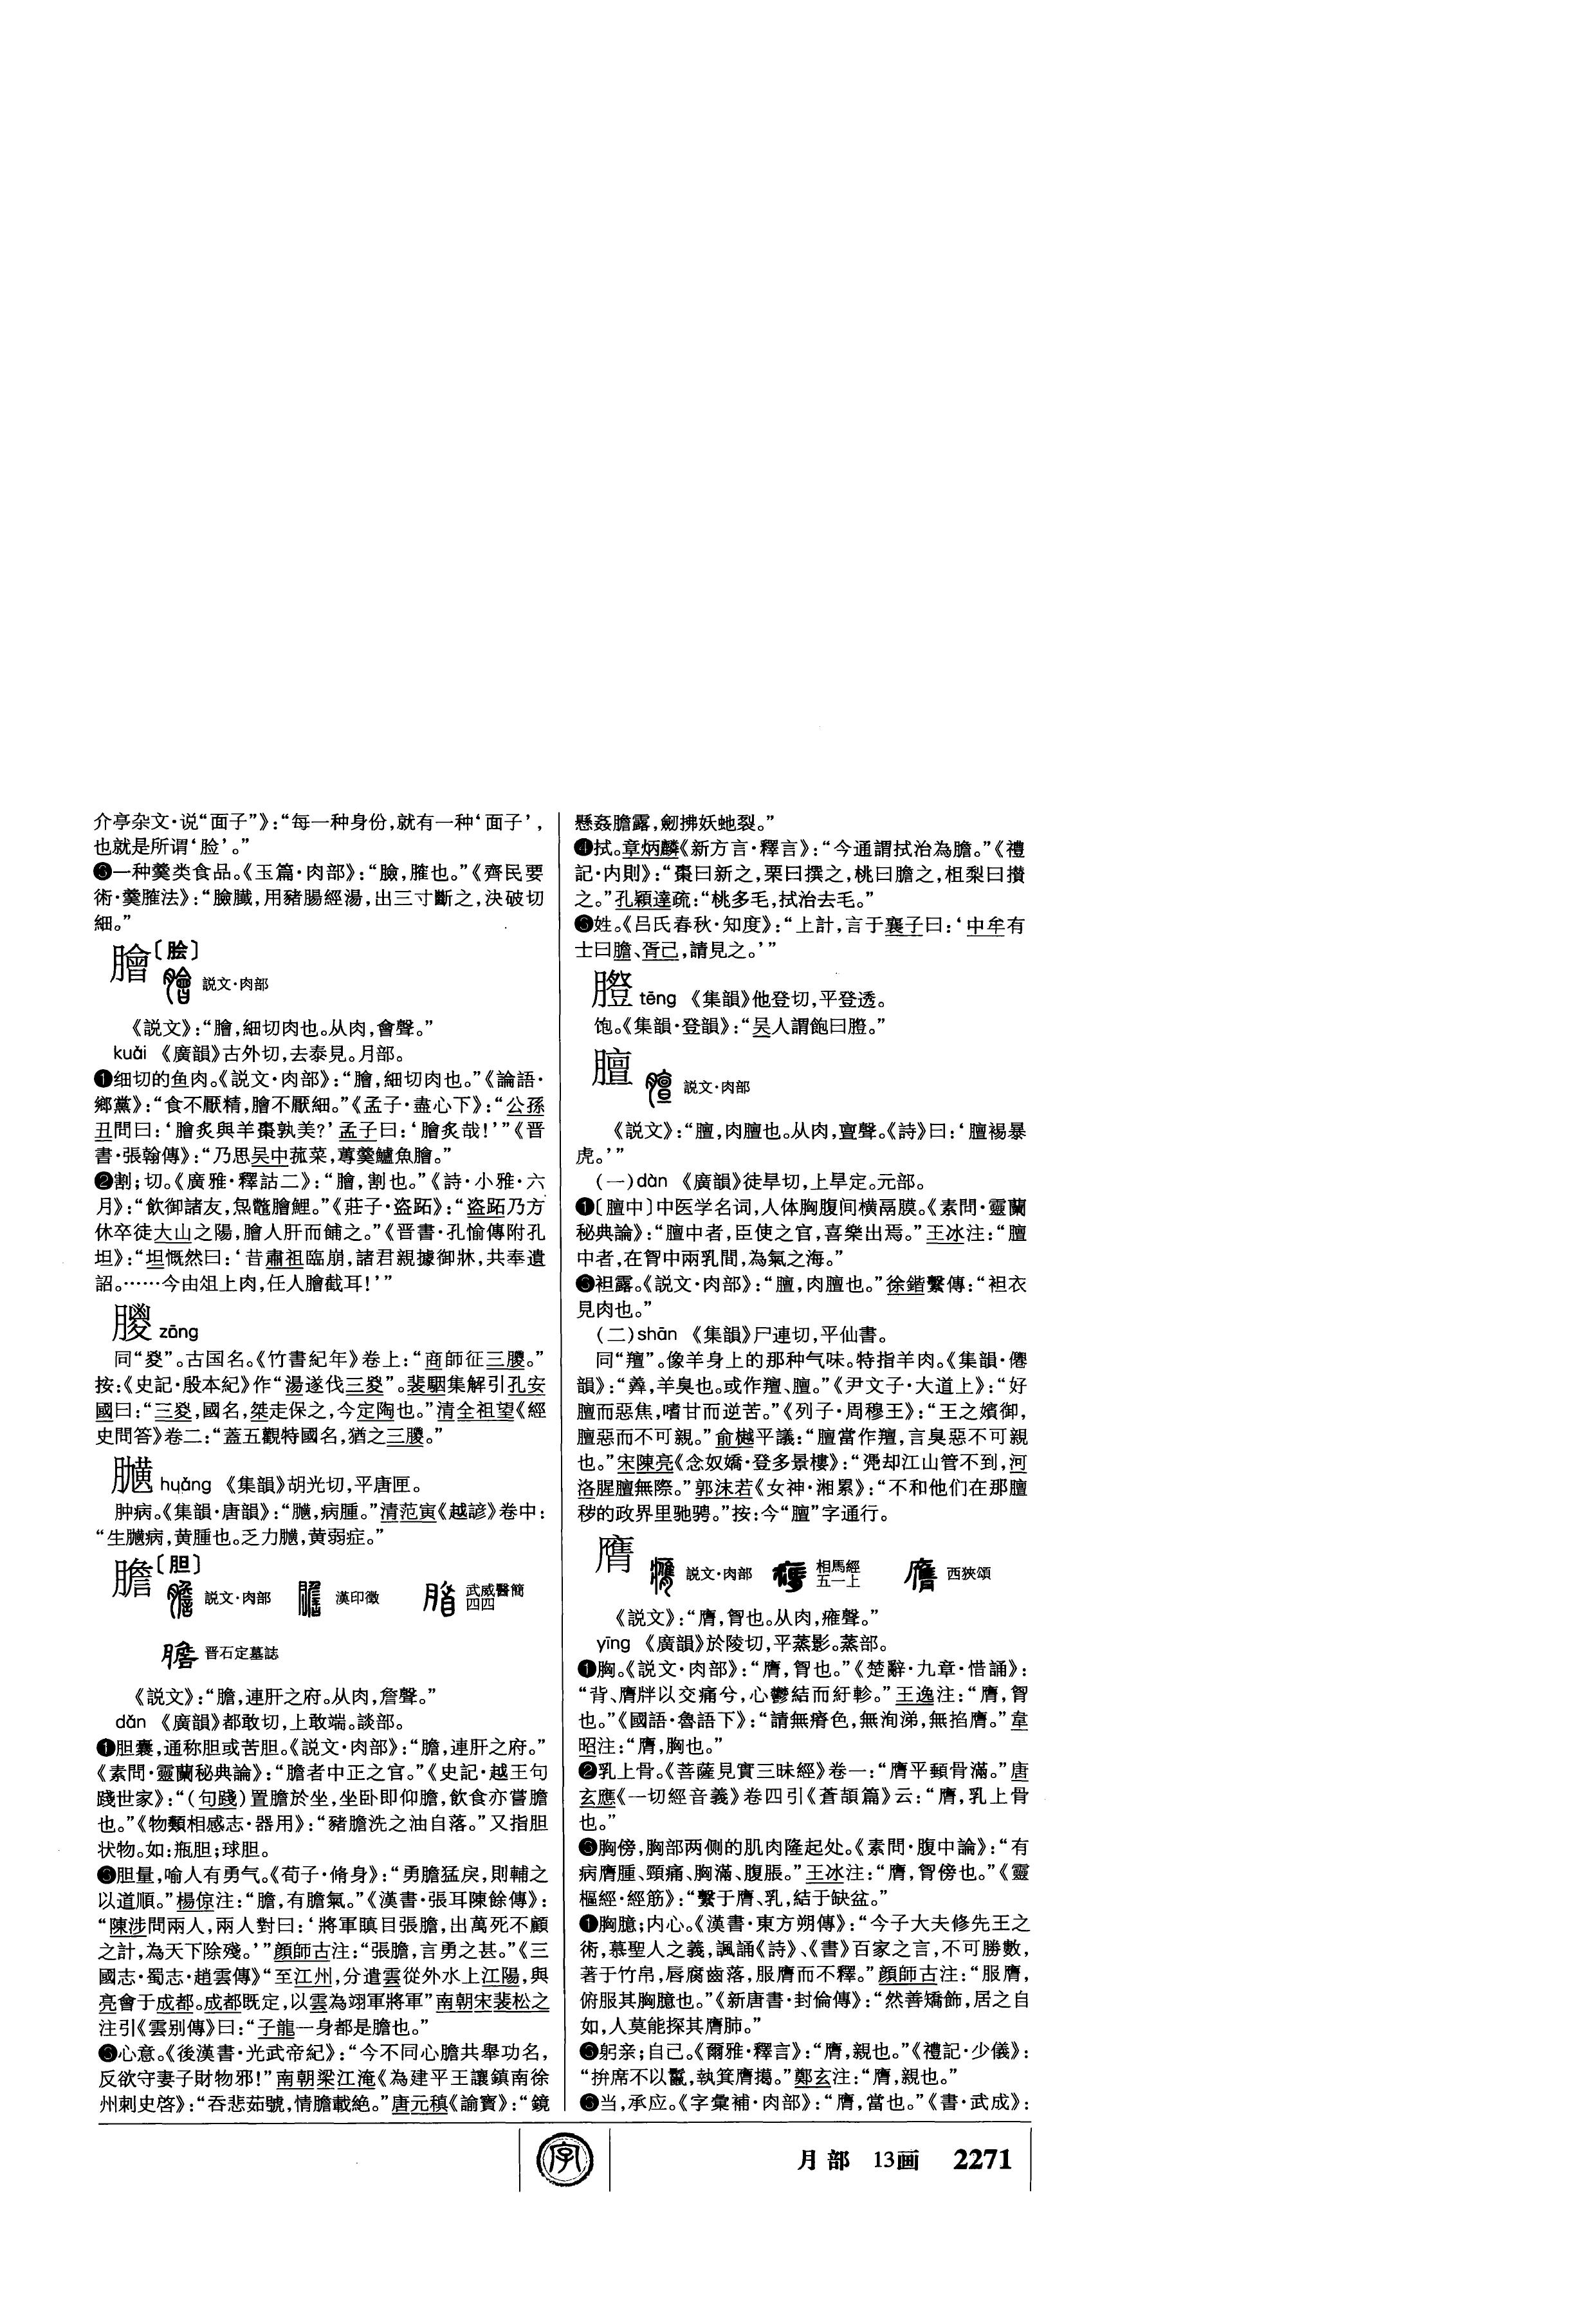 介亭杂文·说“面子”》：“每一种身份，就有一种‘面子’，
也就是所谓‘脸’。”
❸一种羹类食品。《玉篇·肉部》：“臉，臛也。”《齊民要
術·羹臛法》：“臉䐶，用豬腸經湯，出三寸斷之，決破切
細。”
膾〔脍〕
説文·肉部
《説文》：“膾，細切肉也。从肉，會聲。”
kuài 《廣韻》古外切，去泰見。月部。
❶细切的鱼肉。《説文·肉部》：“膾，細切肉也。”《論語·
鄉黨》：“食不厭精，膾不厭細。”《孟子·盡心下》：“公孫
丑問曰：‘膾炙與羊棗孰美？’孟子曰：‘膾炙哉！’”《晋
書·張翰傳》：“乃思吴中菰菜，蓴羹鱸魚膾。”
❷割；切。《廣雅·釋詁二》：“膾，割也。”《詩·小雅·六
月》：“飲御諸友，炰鼈膾鯉。”《莊子·盗跖》：“盗跖乃方
休卒徒大山之陽，膾人肝而餔之。”《晋書·孔愉傳附孔
坦》：“坦慨然曰：‘昔肅祖臨崩，諸君親據御牀，共奉遺
詔。……今由俎上肉，任人膾截耳！’”
朡 zōng
同“㚇”。古国名。《竹書紀年》卷上：“商師征三朡。”
按：《史記·殷本紀》作“湯遂伐三㚇”。裴駰集解引孔安
國曰：“三㚇，國名，桀走保之，今定陶也。”清全祖望《經
史問答》卷二：“蓋五觀特國名，猶之三朡。”
huáng 《集韻》胡光切，平唐匣。
肿病。《集韻·唐韻》：“，病腫。”清范寅《越諺》卷中：
“生病，黄腫也。乏力，黄弱症。”
膽〔胆〕
説文·肉部 漢印徵 武威醫簡四四
晋石定墓誌
《説文》：“膽，連肝之府。从肉，詹聲。”
dǎn 《廣韻》都敢切，上敢端。談部。
❶胆囊，通称胆或苦胆。《説文·肉部》：“膽，連肝之府。”
《素問·靈蘭秘典論》：“膽者中正之官。”《史記·越王句
踐世家》：“（句踐）置膽於坐，坐卧即仰膽，飲食亦嘗膽
也。”《物類相感志·器用》：“豬膽洗之油自落。”又指胆
状物。如：瓶胆；球胆。
❷胆量，喻人有勇气。《荀子·脩身》：“勇膽猛戾，則輔之
以道順。”楊倞注：“膽，有膽氣。”《漢書·張耳陳餘傳》：
“陳涉問兩人，兩人對曰：‘將軍瞋目張膽，出萬死不顧
之計，為天下除殘。’”顔師古注：“張膽，言勇之甚。”《三
國志·蜀志·趙雲傳》“至江州，分遣雲從外水上江陽，與
亮會于成都。成都既定，以雲為翊軍將軍”南朝宋裴松之
注引《雲别傳》曰：“子龍一身都是膽也。”
❸心意。《後漢書·光武帝紀》：“今不同心膽共舉功名，
反欲守妻子財物邪！”南朝梁江淹《為建平王讓鎮南徐
州刺史啓》：“吞悲茹號，情膽載絶。”唐元稹《諭寶》：“鏡
懸姦膽露，劒拂妖虵裂。”
❹拭。章炳麟《新方言·釋言》：“今通謂拭治為膽。”《禮
記·内則》：“棗曰新之，栗曰撰之，桃曰膽之，柤梨曰攢
之。”孔穎達疏：“桃多毛，拭治去毛。”
❺姓。《吕氏春秋·知度》：“上計，言于襄子曰：‘中牟有
士曰膽、胥己，請見之。’”
膯 tēng 《集韻》他登切，平登透。
饱。《集韻·登韻》：“吴人謂飽曰膯。”
膻
説文·肉部
《説文》：“膻，肉膻也。从肉，亶聲。《詩》曰：‘膻裼暴
虎。’”
（一）dàn 《廣韻》徒旱切，上旱定。元部。
❶〔膻中〕中医学名词，人体胸腹间横膈膜。《素問·靈蘭
秘典論》：“膻中者，臣使之官，喜樂出焉。”王冰注：“膻
中者，在胷中兩乳間，為氣之海。”
❷袒露。《説文·肉部》：“膻，肉膻也。”徐鍇繫傳：“袒衣
見肉也。”
（二）shān 《集韻》尸連切，平仙書。
同“羶”。像羊身上的那种气味。特指羊肉。《集韻·僊
韻》：“羴，羊臭也。或作羶、膻。”《尹文子·大道上》：“好
膻而惡焦，嗜甘而逆苦。”《列子·周穆王》：“王之嬪御，
膻惡而不可親。”俞樾平議：“膻當作羶，言臭惡不可親
也。”宋陳亮《念奴嬌·登多景樓》：“凴却江山管不到，河
洛腥膻無際。”郭沫若《女神·湘累》：“不和他们在那膻
秽的政界里驰骋。”按：今“膻”字通行。
膺
説文·肉部 相馬經五一上 西狹頌
《説文》：“膺，胷也。从肉，雍聲。”
yīng 《廣韻》於陵切，平蒸影。蒸部。
❶胸。《説文·肉部》：“膺，胷也。”《楚辭·九章·惜誦》：
“背、膺牉以交痛兮，心鬱結而紆軫。”王逸注：“膺，胷
也。”《國語·魯語下》：“請無瘠色，無洵涕，無掐膺。”韋
昭注：“膺，胸也。”
❷乳上骨。《菩薩見實三昧經》卷一：“膺平頸骨滿。”唐
玄應《一切經音義》卷四引《蒼頡篇》云：“膺，乳上骨
也。”
❸胸傍，胸部两侧的肌肉隆起处。《素問·腹中論》：“有
病膺腫、頸痛、胸滿、腹脹。”王冰注：“膺，胷傍也。”《靈
樞經·經筋》：“繫于膺、乳，結于缺盆。”
❹胸臆；内心。《漢書·東方朔傳》：“今子大夫修先王之
術，慕聖人之義，諷誦《詩》、《書》百家之言，不可勝數，
著于竹帛，唇腐齒落，服膺而不釋。”顔師古注：“服膺，
俯服其胸臆也。”《新唐書·封倫傳》：“然善矯飾，居之自
如，人莫能探其膺肺。”
❺躬亲；自己。《爾雅·釋言》：“膺，親也。”《禮記·少儀》：
“拚席不以鬣，執箕膺擖。”鄭玄注：“膺，親也。”
❻当，承应。《字彙補·肉部》：“膺，當也。”《書·武成》：
字
月部 13画 2271